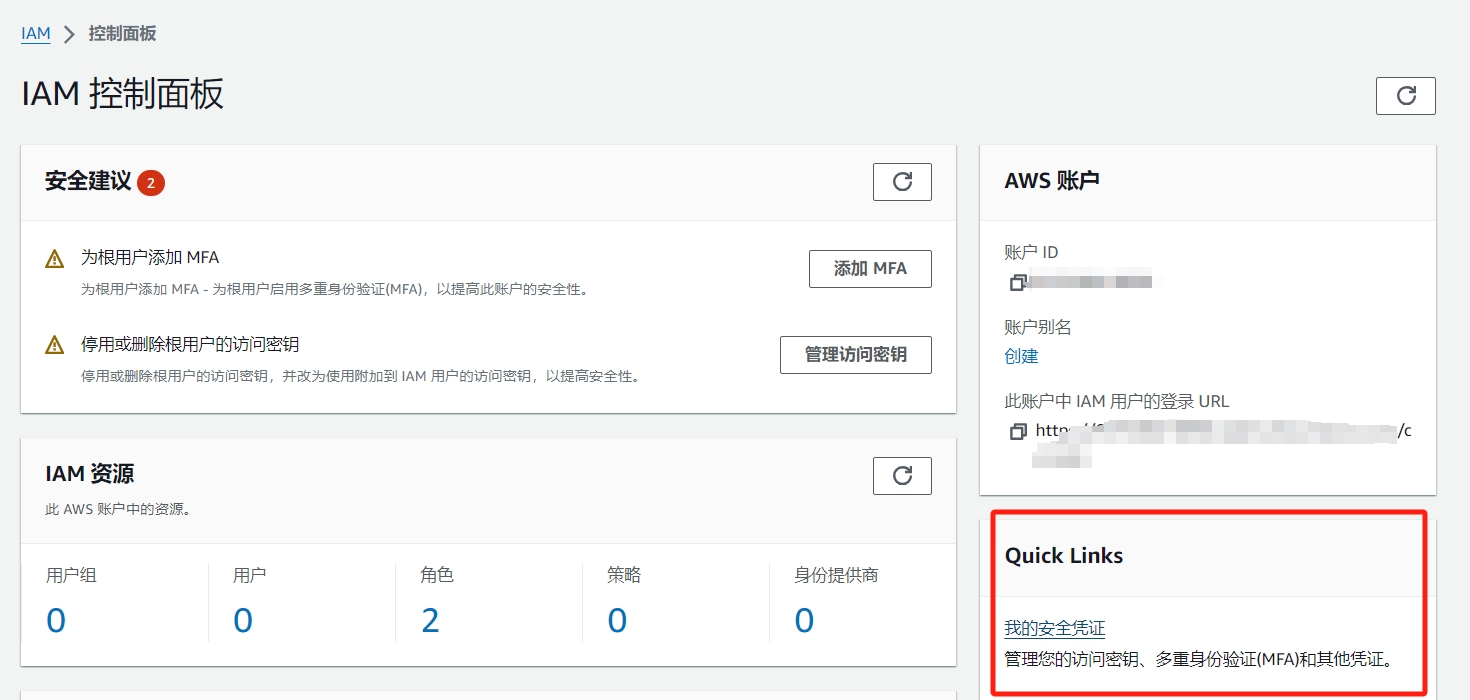 IAM 控制面板
IAM 控制面板
安全建议 2
为根用户添加 MFA
为根用户添加 MFA - 为根用户启用多重身份验证(MFA)，以提高此账户的安全性。
添加 MFA
停用或删除根用户的访问密钥
停用或删除根用户的访问密钥，并改为使用附加到 IAM 用户的访问密钥，以提高安全性。
管理访问密钥
IAM 资源
此 AWS 账户中的资源。
用户组
0
用户
0
角色
2
策略
0
身份提供商
0
AWS 账户
账户 ID
账户别名
创建
此账户中 IAM 用户的登录 URL
Quick Links
我的安全凭证
管理您的访问密钥、多重身份验证(MFA)和其他凭证。